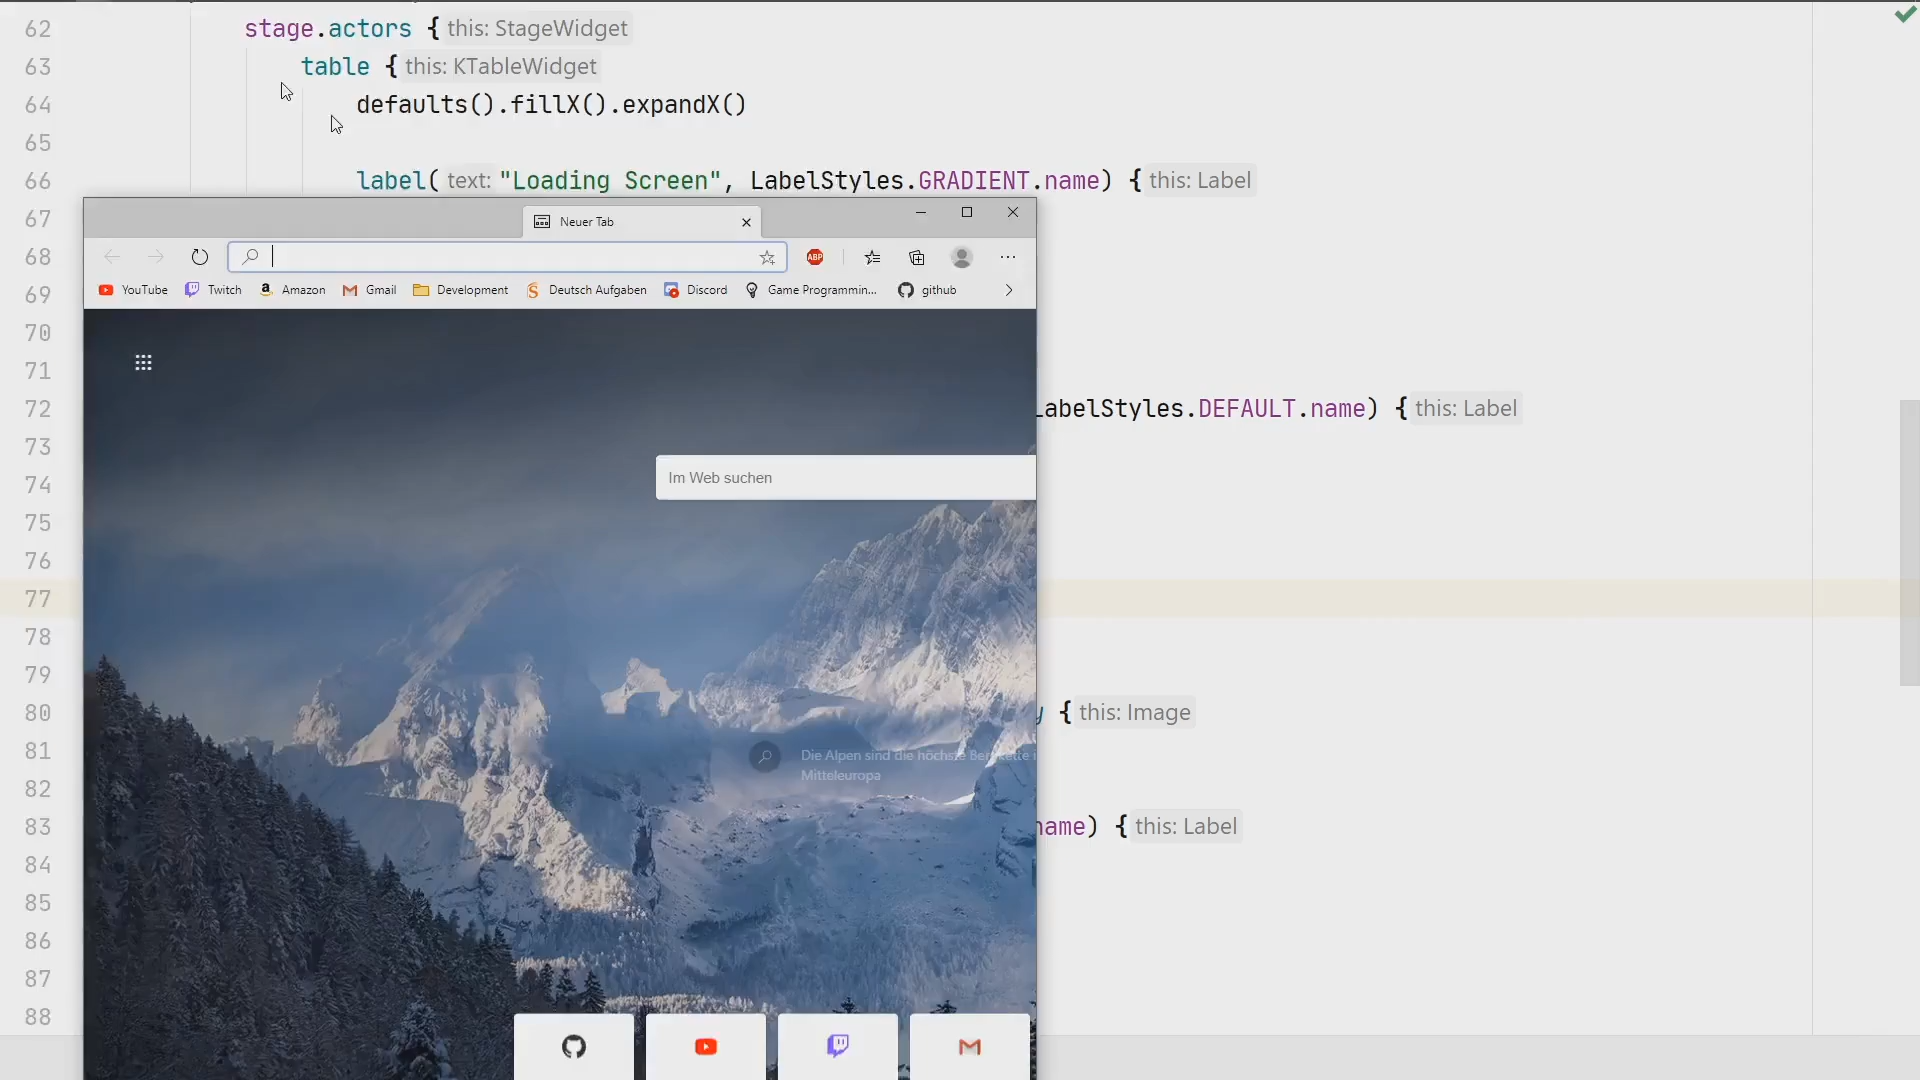 62 stage.actors { this: StageWidget
63 table { this: KTableWidget
64 defaults().fillX().expandX()
65
66 label( text: "Loading Screen", LabelStyles.GRADIENT.name) { this: Label
67
Neuer Tab
68
ABP
69
YouTube Twitch Amazon Gmail Development Deutsch Aufgaben Discord Game Programmin... github
70
71
72 LabelStyles.DEFAULT.name) { this: Label
73
74
Im Web suchen
75
76
77
78
79
80 y { this: Image
81
Die Alpen sind die höchste Bergkette i
Mitteleuropa
82
83 name) { this: Label
84
85
86
87
88